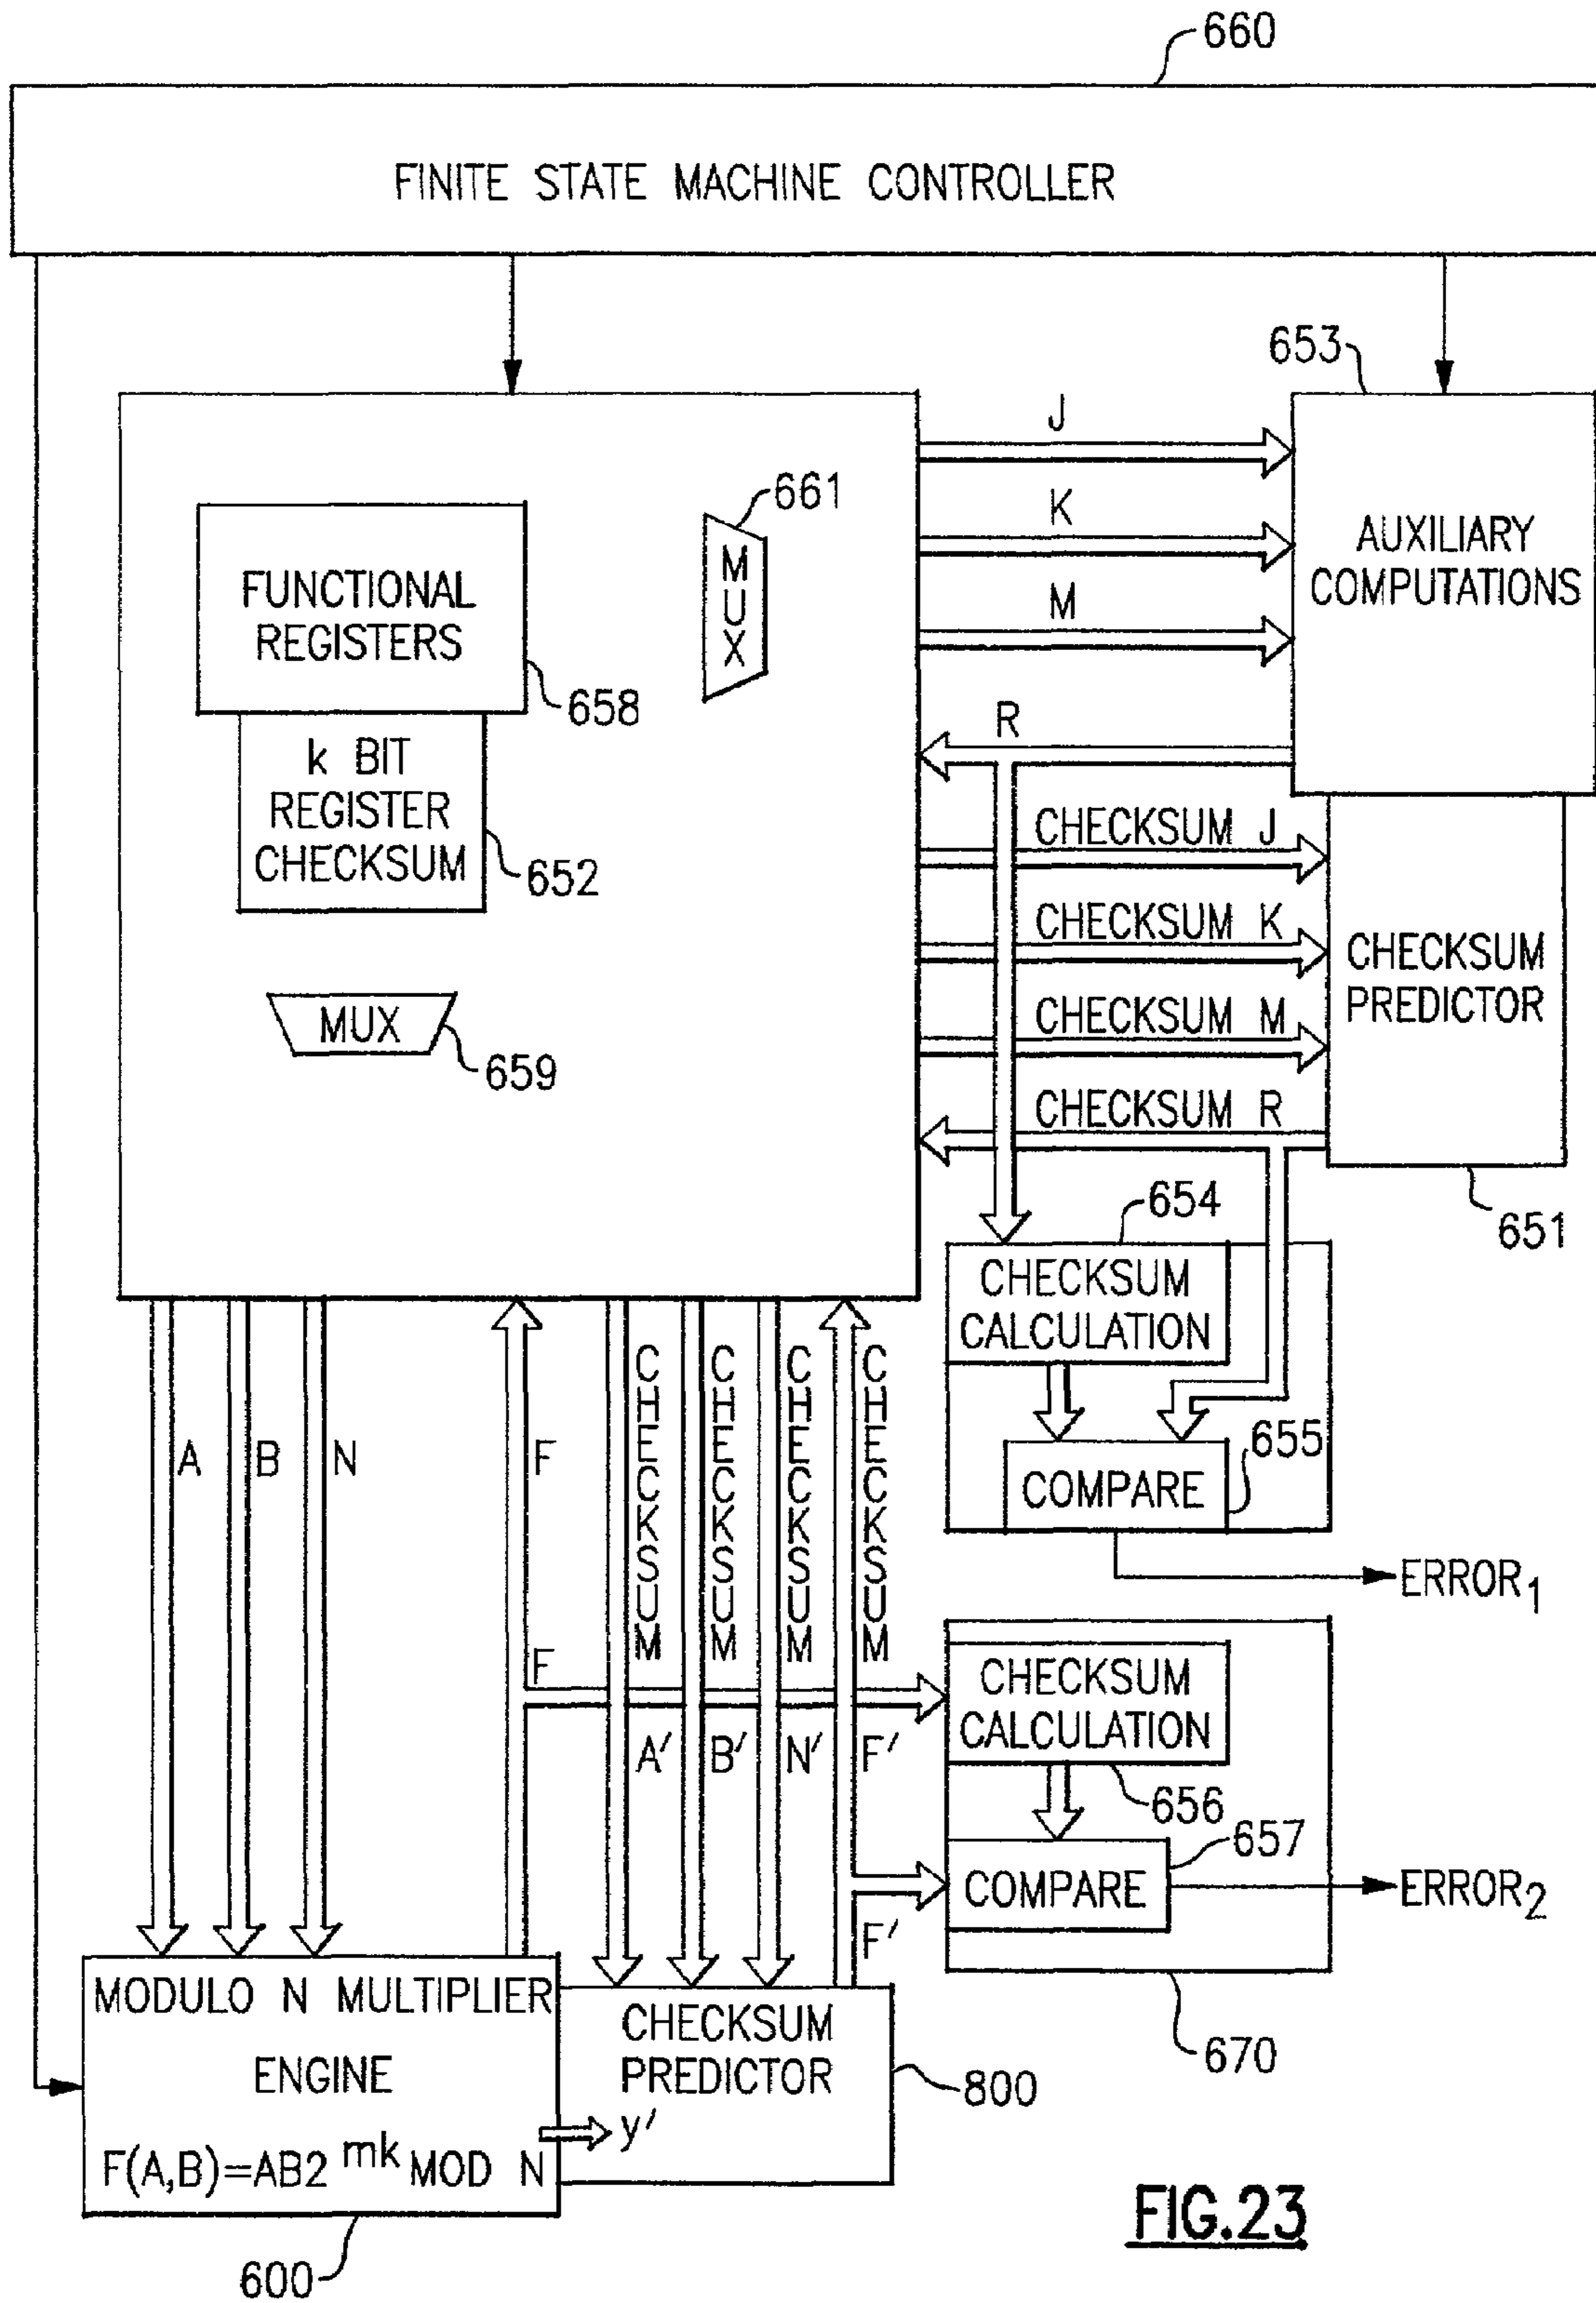 660
FINITE STATE MACHINE CONTROLLER
653
J
661
K
AUXILIARY
COMPUTATIONS
MUX
FUNCTIONAL
REGISTERS
M
658
R
k BIT
REGISTER
CHECKSUM
652
CHECKSUM J
CHECKSUM K
CHECKSUM
PREDICTOR
CHECKSUM M
MUX
659
CHECKSUM R
654
651
CHECKSUM
CALCULATION
CHECKSUM
CHECKSUM
CHECKSUM
CHECKSUM
A
B
N
F
655
COMPARE
ERROR1
F
CHECKSUM
CALCULATION
A'
B'
N'
F'
656
657
COMPARE
ERROR2
F'
MODULO N MULTIPLIER
ENGINE
F(A,B)=AB2 mk MOD N
CHECKSUM
PREDICTOR
y'
670
800
600
FIG.23